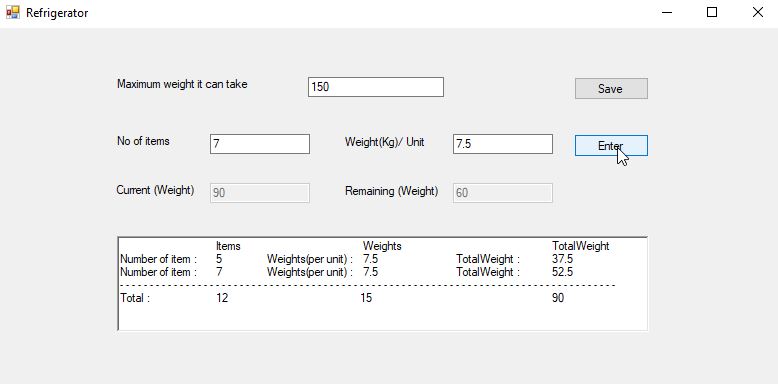 Refrigerator
Maximum weight it can take 150 Save
No of items 7 Weight(Kg)/ Unit 7.5 Enter
Current (Weight) 90 Remaining (Weight) 60
Items Weights TotalWeight
Number of item : 5 Weights(per unit) : 7.5 TotalWeight : 37.5
Number of item : 7 Weights(per unit) : 7.5 TotalWeight : 52.5
Total : 12 15 90